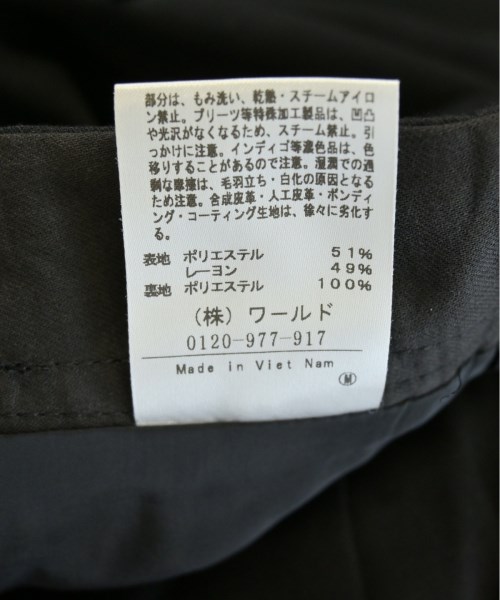 部分は、もみ洗い、乾熱・スチームアイロ
ン禁止。プリーツ等特殊加工製品は、凹凸
や光沢がなくなるため、スチーム禁止。引
っかけに注意。インディゴ等濃色品は、色
移りすることがあるので注意。湿潤での過
剰な摩擦は、毛羽立ち・白化の原因となる
ため注意。合成皮革・人工皮革・ボンディ
ング・コーティング生地は、徐々に劣化す
る。
表地 ポリエステル 51%
レーヨン 49%
裏地 ポリエステル 100%
(株) ワールド
0120-977-917
Made in Viet Nam
M